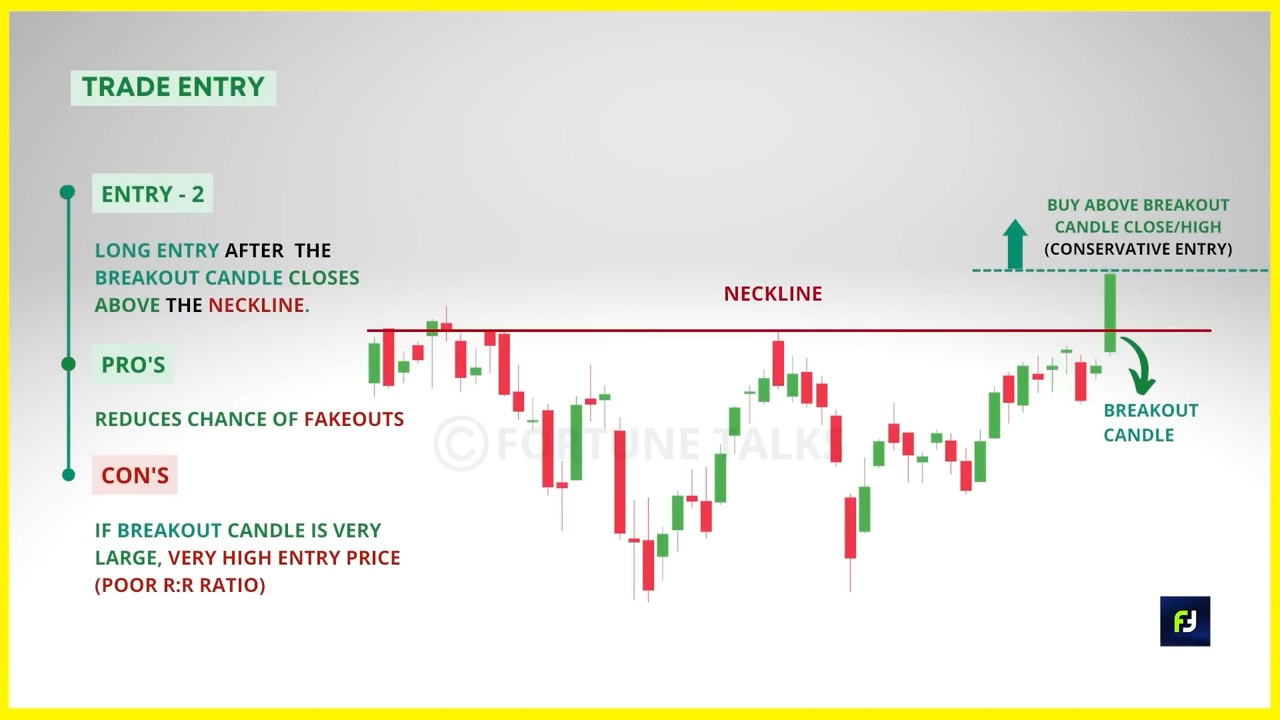 TRADE ENTRY
ENTRY - 2
LONG ENTRY AFTER THE
BREAKOUT CANDLE CLOSES
ABOVE THE NECKLINE.
PRO'S
REDUCES CHANCE OF FAKEOUTS
CON'S
IF BREAKOUT CANDLE IS VERY
LARGE, VERY HIGH ENTRY PRICE
(POOR R:R RATIO)
NECKLINE
BUY ABOVE BREAKOUT
CANDLE CLOSE/HIGH
(CONSERVATIVE ENTRY)
BREAKOUT
CANDLE
© FORTUNE TALKS